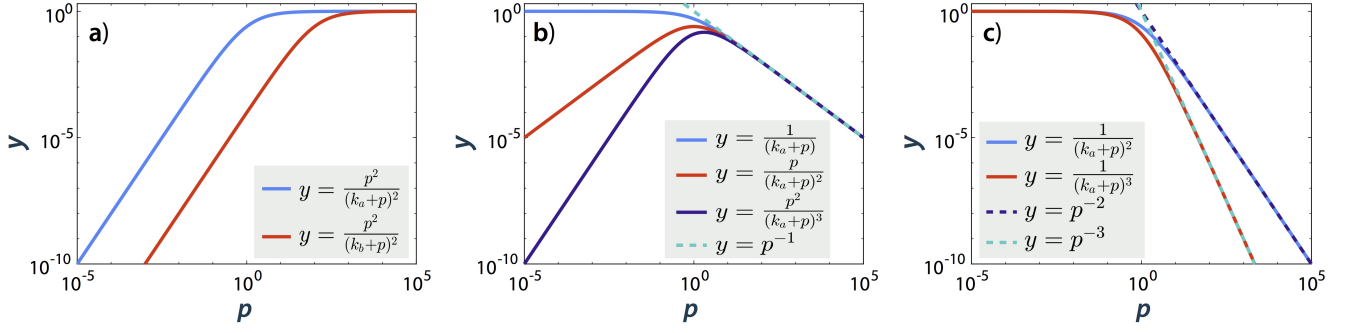 a)
10^0
10^-5
10^-10
y
y = p^2/(k_a+p)^2
y = p^2/(k_b+p)^2
10^-5
10^0
10^5
p
b)
10^0
10^-5
10^-10
y
y = 1/(k_a+p)
y = p/(k_a+p)^2
y = p^2/(k_a+p)^3
y = p^-1
10^-5
10^0
10^5
p
c)
10^0
10^-5
10^-10
y
y = 1/(k_a+p)^2
y = 1/(k_a+p)^3
y = p^-2
y = p^-3
10^-5
10^0
10^5
p